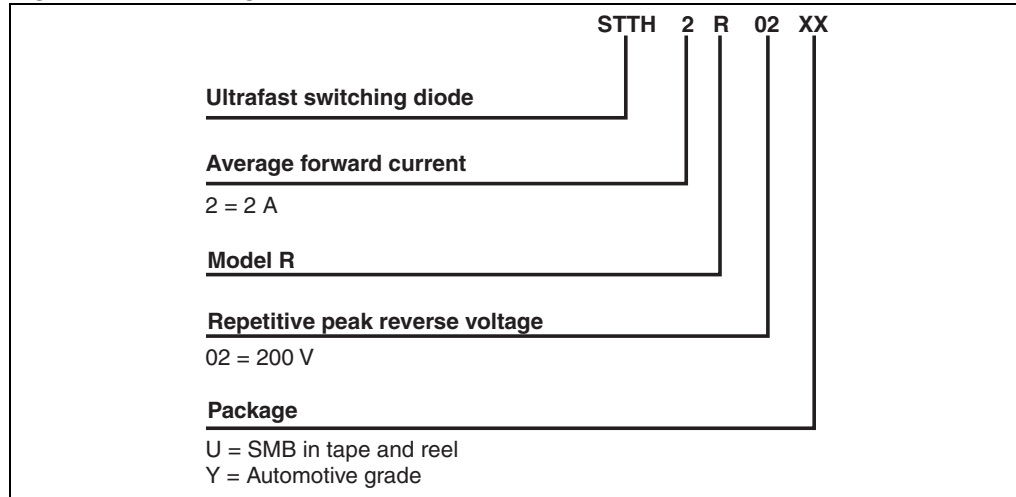 STTH 2 R 02 XX
Ultrafast switching diode
Average forward current
2 = 2 A
Model R
Repetitive peak reverse voltage
02 = 200 V
Package
U = SMB in tape and reel
Y = Automotive grade